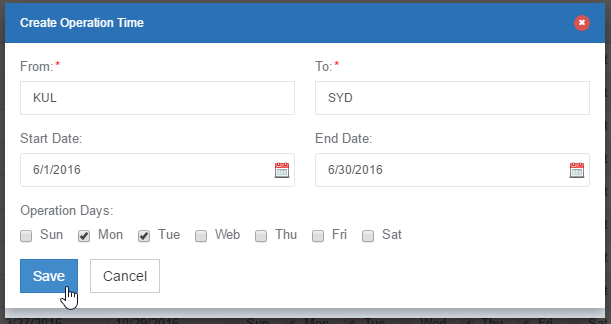 Create Operation Time
From:* To:*
KUL SYD
Start Date: End Date:
6/1/2016 6/30/2016
Operation Days:
Sun Mon Tue Web Thu Fri Sat
Save Cancel